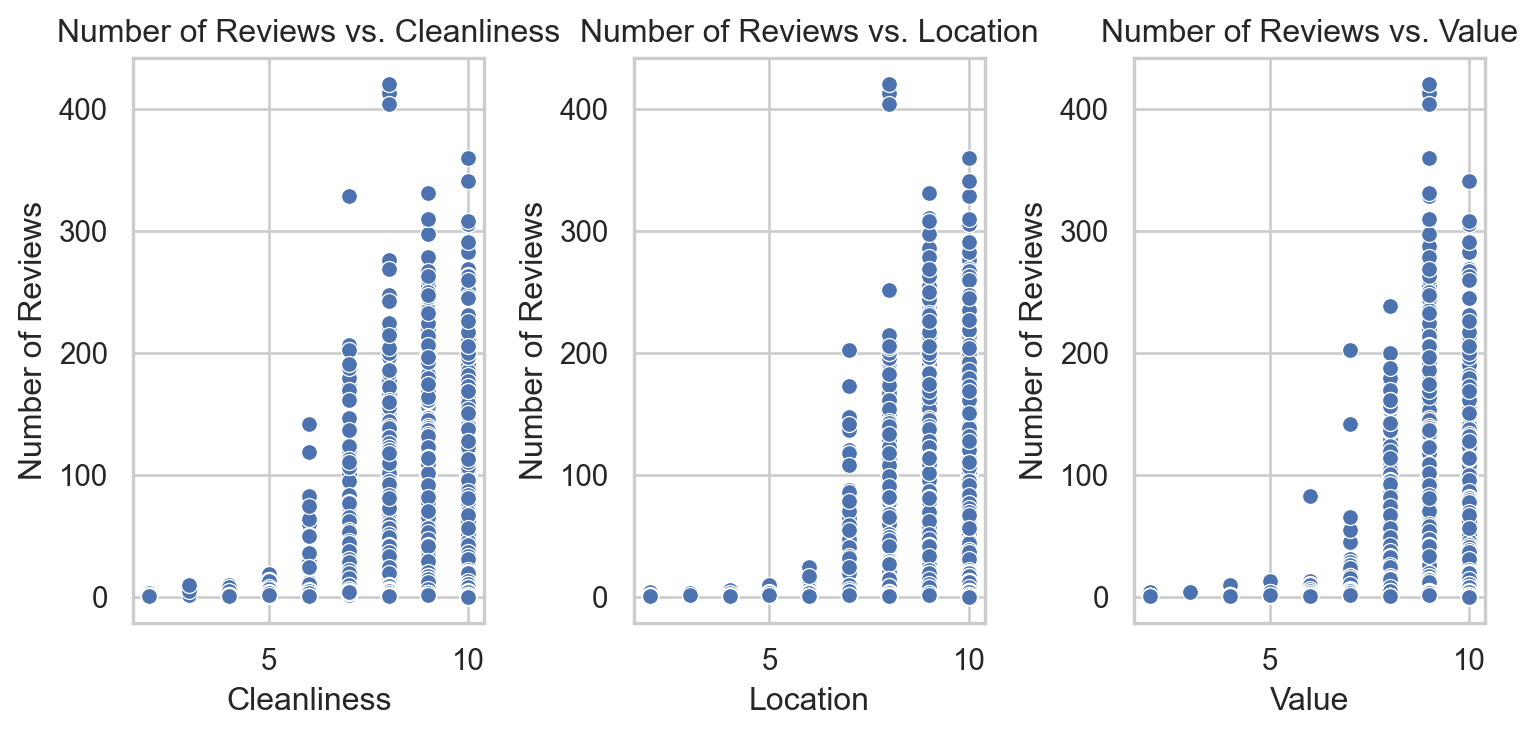 Number of Reviews vs. Cleanliness
Number of Reviews
400
300
200
100
0
5 10
Cleanliness
Number of Reviews vs. Location
Number of Reviews
400
300
200
100
0
5 10
Location
Number of Reviews vs. Value
Number of Reviews
400
300
200
100
0
5 10
Value